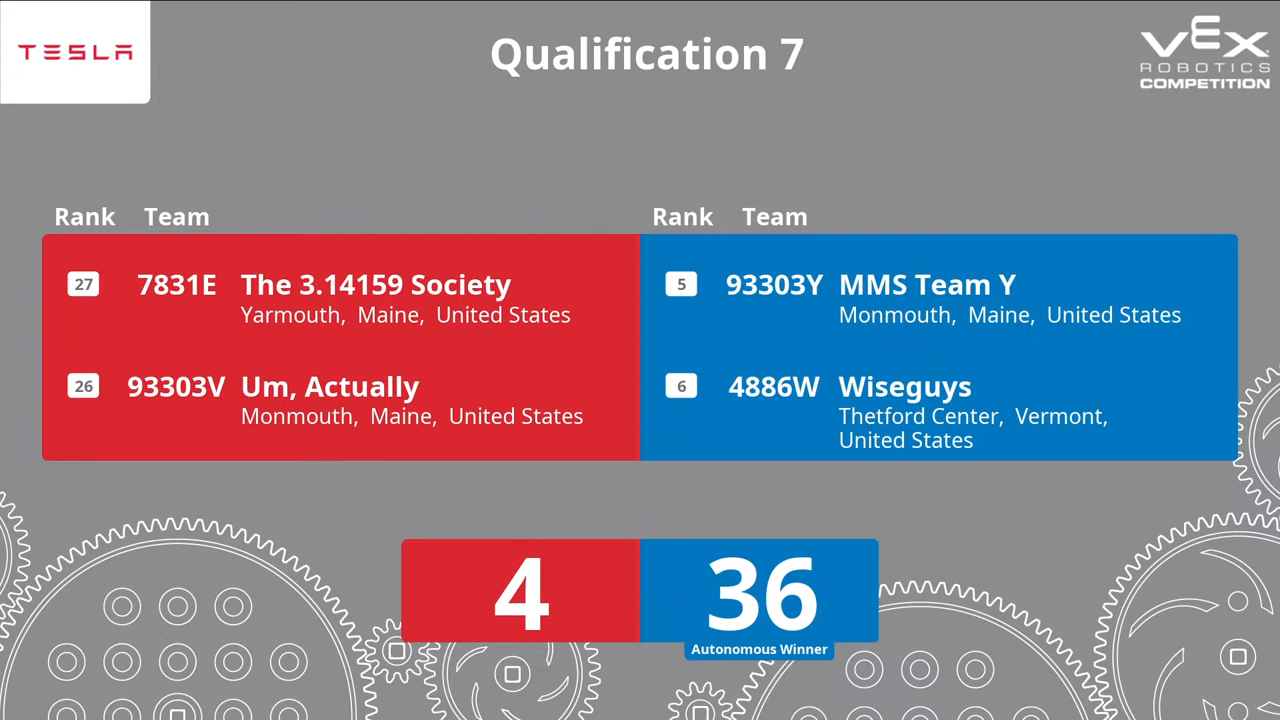 TESLA
Qualification 7
VEX
ROBOTICS
COMPETITION
Rank Team
27 7831E The 3.14159 Society
Yarmouth, Maine, United States
26 93303V Um, Actually
Monmouth, Maine, United States
Rank Team
5 93303Y MMS Team Y
Monmouth, Maine, United States
6 4886W Wiseguys
Thetford Center, Vermont,
United States
4
36
Autonomous Winner